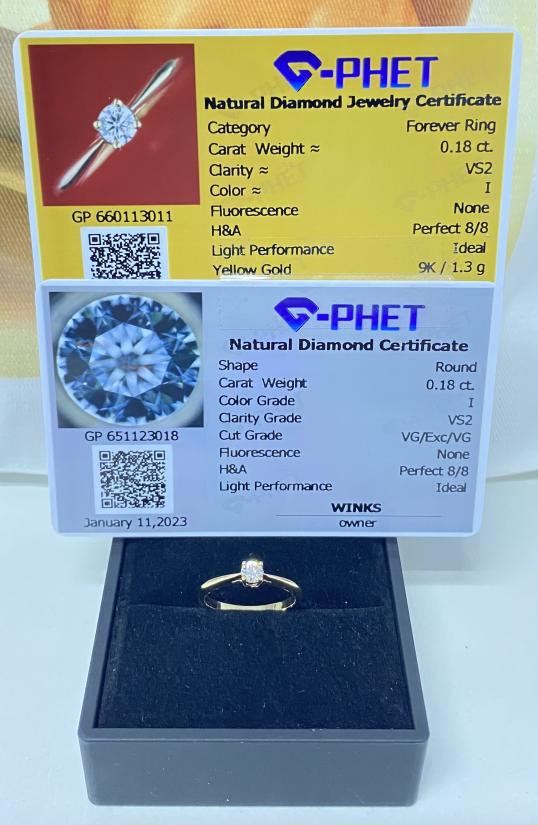 G-PHET
Natural Diamond Jewelry Certificate
Category Forever Ring
Carat Weight ≈ 0.18 ct.
Clarity ≈ VS2
Color ≈ I
Fluorescence None
H&A Perfect 8/8
Light Performance Ideal
Yellow Gold 9K / 1.3 g
GP 660113011
G-PHET
Natural Diamond Certificate
Shape Round
Carat Weight 0.18 ct.
Color Grade I
Clarity Grade VS2
Cut Grade VG/Exc/VG
Fluorescence None
H&A Perfect 8/8
Light Performance Ideal
GP 651123018
WINKS
owner
January 11,2023